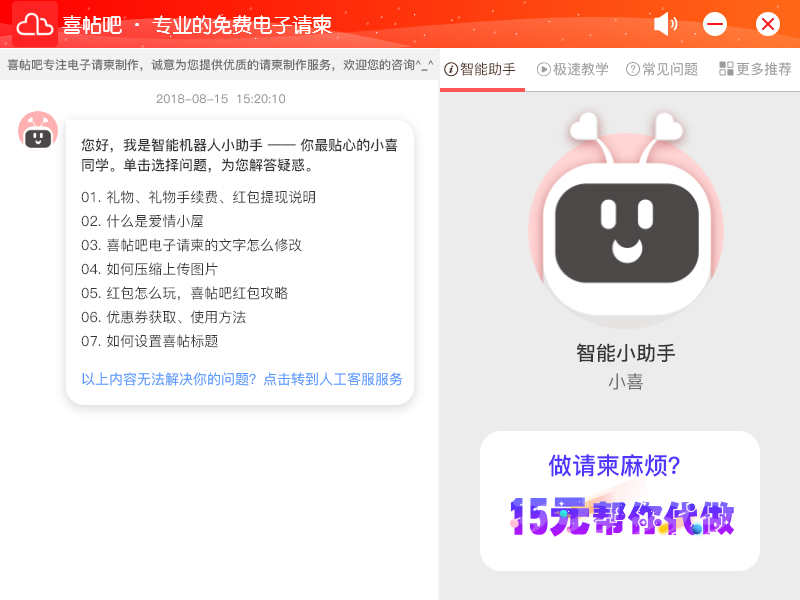 喜帖吧 · 专业的免费电子请柬
喜帖吧专注电子请柬制作，诚意为您提供优质的请柬制作服务，欢迎您的咨询^_^
智能助手
极速教学
常见问题
更多推荐
2018-08-15 15:20:10
您好，我是智能机器人小助手 —— 你最贴心的小喜
同学。单击选择问题，为您解答疑惑。
01. 礼物、礼物手续费、红包提现说明
02. 什么是爱情小屋
03. 喜帖吧电子请柬的文字怎么修改
04. 如何压缩上传图片
05. 红包怎么玩，喜帖吧红包攻略
06. 优惠券获取、使用方法
07. 如何设置喜帖标题
以上内容无法解决你的问题？点击转到人工客服服务
智能小助手
小喜
做请柬麻烦？
15元帮你代做